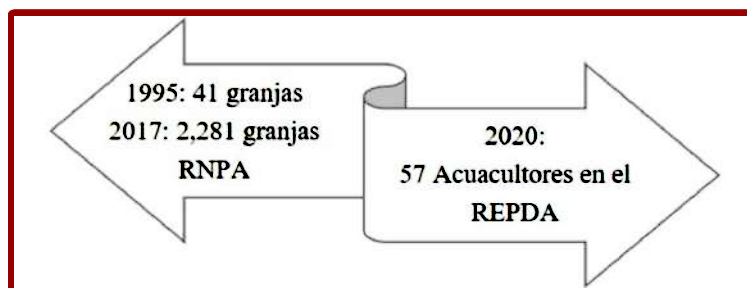 1995: 41 granjas
2017: 2,281 granjas
RNPA
2020:
57 Acuacultores en el
REPDA